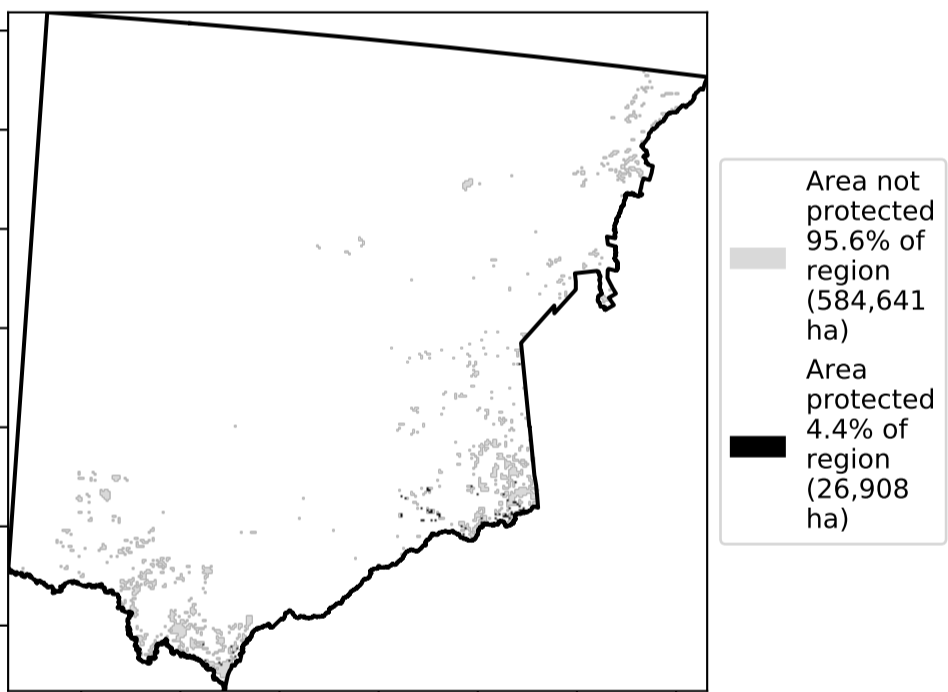 Area not
protected
95.6% of
region
(584,641
ha)
Area
protected
4.4% of
region
(26,908
ha)